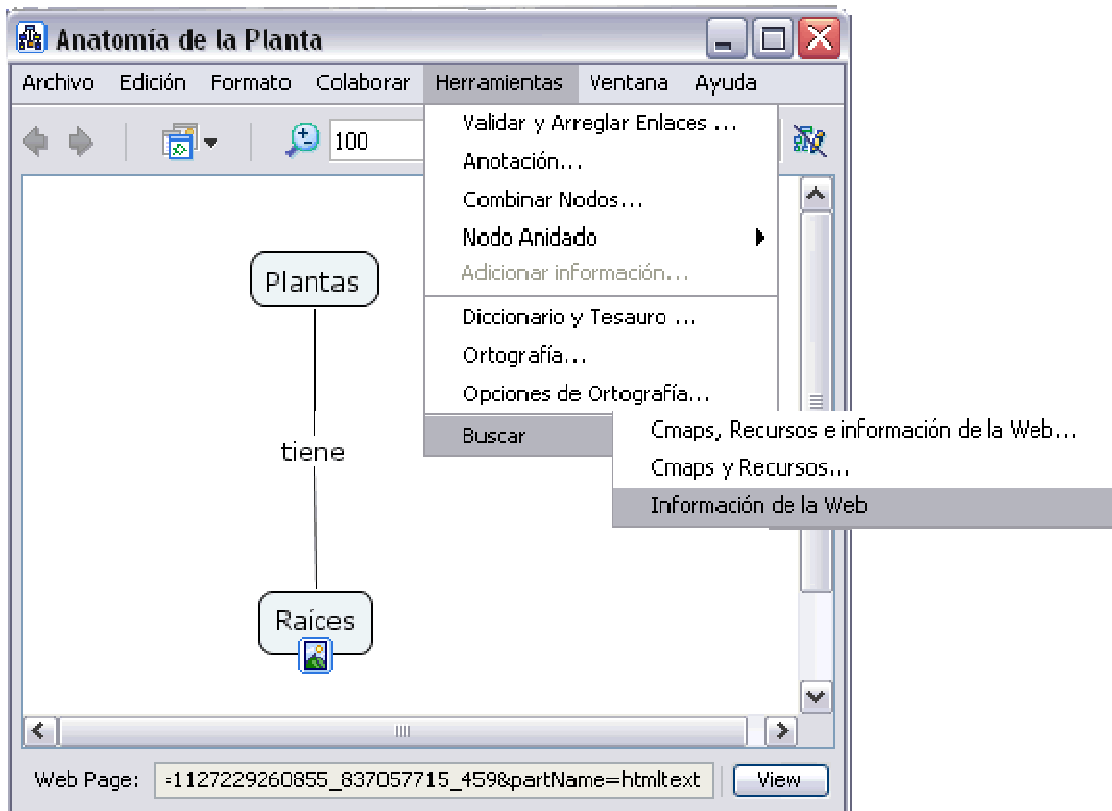 Anatomía de la Planta
Archivo Edición Formato Colaborar Herramientas Ventana Ayuda
100
Validar y Arreglar Enlaces ...
Anotación...
Combinar Nodos...
Nodo Anidado
Adicionar información...
Diccionario y Tesauro ...
Ortografía...
Opciones de Ortografía...
Buscar
Cmaps, Recursos e información de la Web...
Cmaps y Recursos...
Información de la Web
Plantas
tiene
Raíces
Web Page: =1127229260855_837057715_459&partName=htmltext View